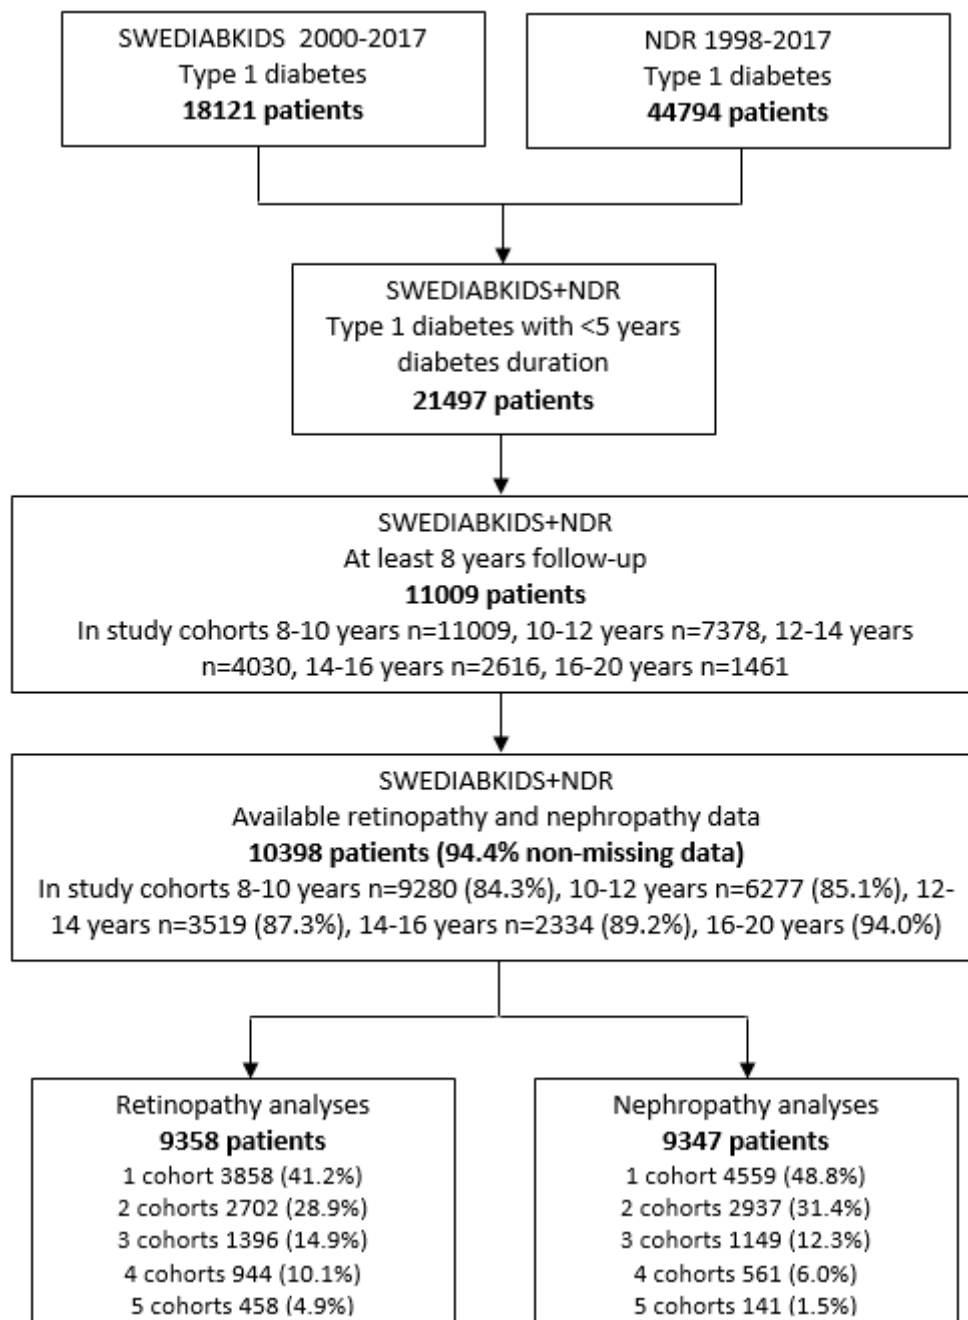 SWEDIABKIDS 2000-2017
Type 1 diabetes
18121 patients
NDR 1998-2017
Type 1 diabetes
44794 patients
SWEDIABKIDS+NDR
Type 1 diabetes with <5 years
diabetes duration
21497 patients
SWEDIABKIDS+NDR
At least 8 years follow-up
11009 patients
In study cohorts 8-10 years n=11009, 10-12 years n=7378, 12-14 years
n=4030, 14-16 years n=2616, 16-20 years n=1461
SWEDIABKIDS+NDR
Available retinopathy and nephropathy data
10398 patients (94.4% non-missing data)
In study cohorts 8-10 years n=9280 (84.3%), 10-12 years n=6277 (85.1%), 12-
14 years n=3519 (87.3%), 14-16 years n=2334 (89.2%), 16-20 years (94.0%)
Retinopathy analyses
9358 patients
1 cohort 3858 (41.2%)
2 cohorts 2702 (28.9%)
3 cohorts 1396 (14.9%)
4 cohorts 944 (10.1%)
5 cohorts 458 (4.9%)
Nephropathy analyses
9347 patients
1 cohort 4559 (48.8%)
2 cohorts 2937 (31.4%)
3 cohorts 1149 (12.3%)
4 cohorts 561 (6.0%)
5 cohorts 141 (1.5%)